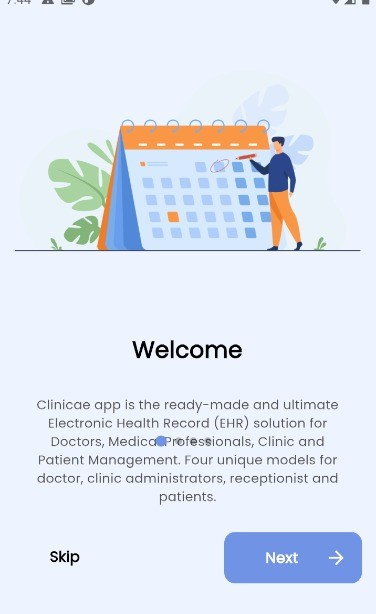 7:44
Welcome
Clinicae app is the ready-made and ultimate
Electronic Health Record (EHR) solution for
Doctors, Medical Professionals, Clinic and
Patient Management. Four unique models for
doctor, clinic administrators, receptionist and
patients.
Skip
Next